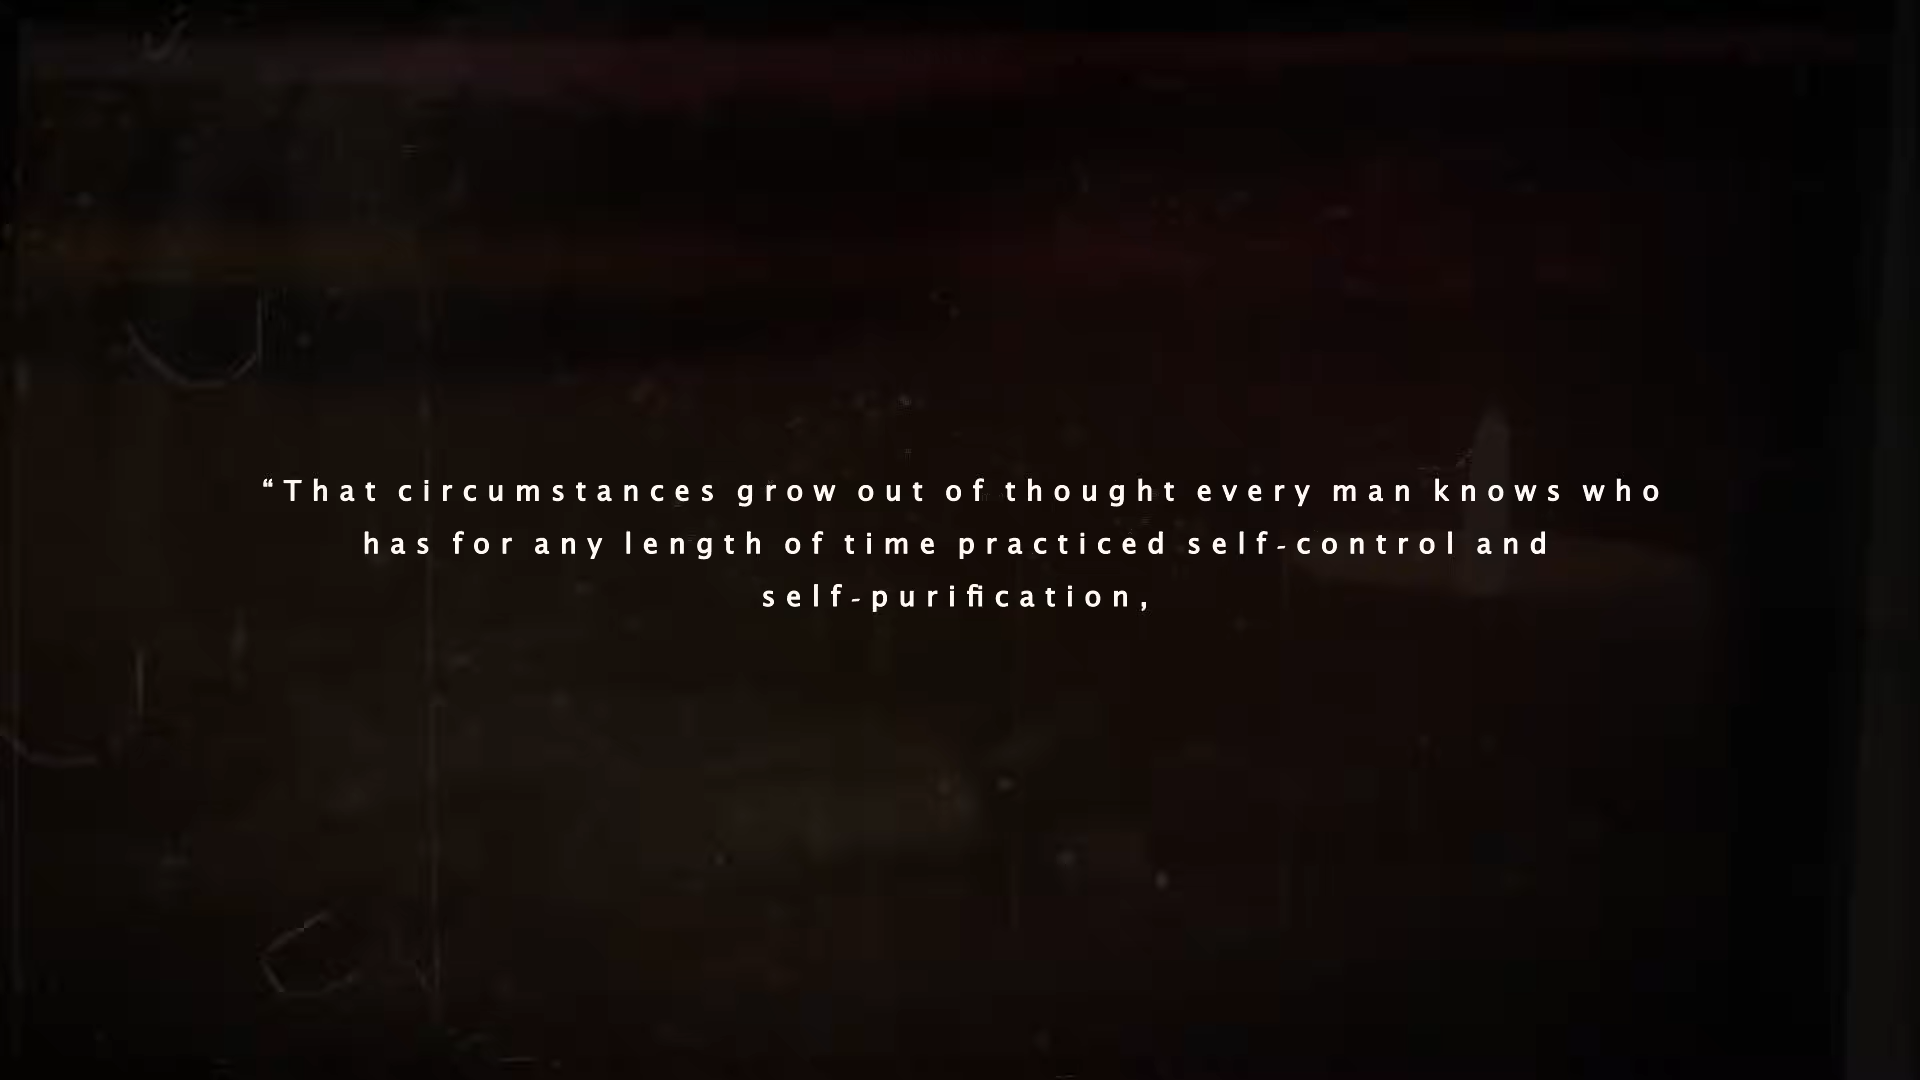 “That circumstances grow out of thought every man knows who
has for any length of time practiced self-control and
self-purification,